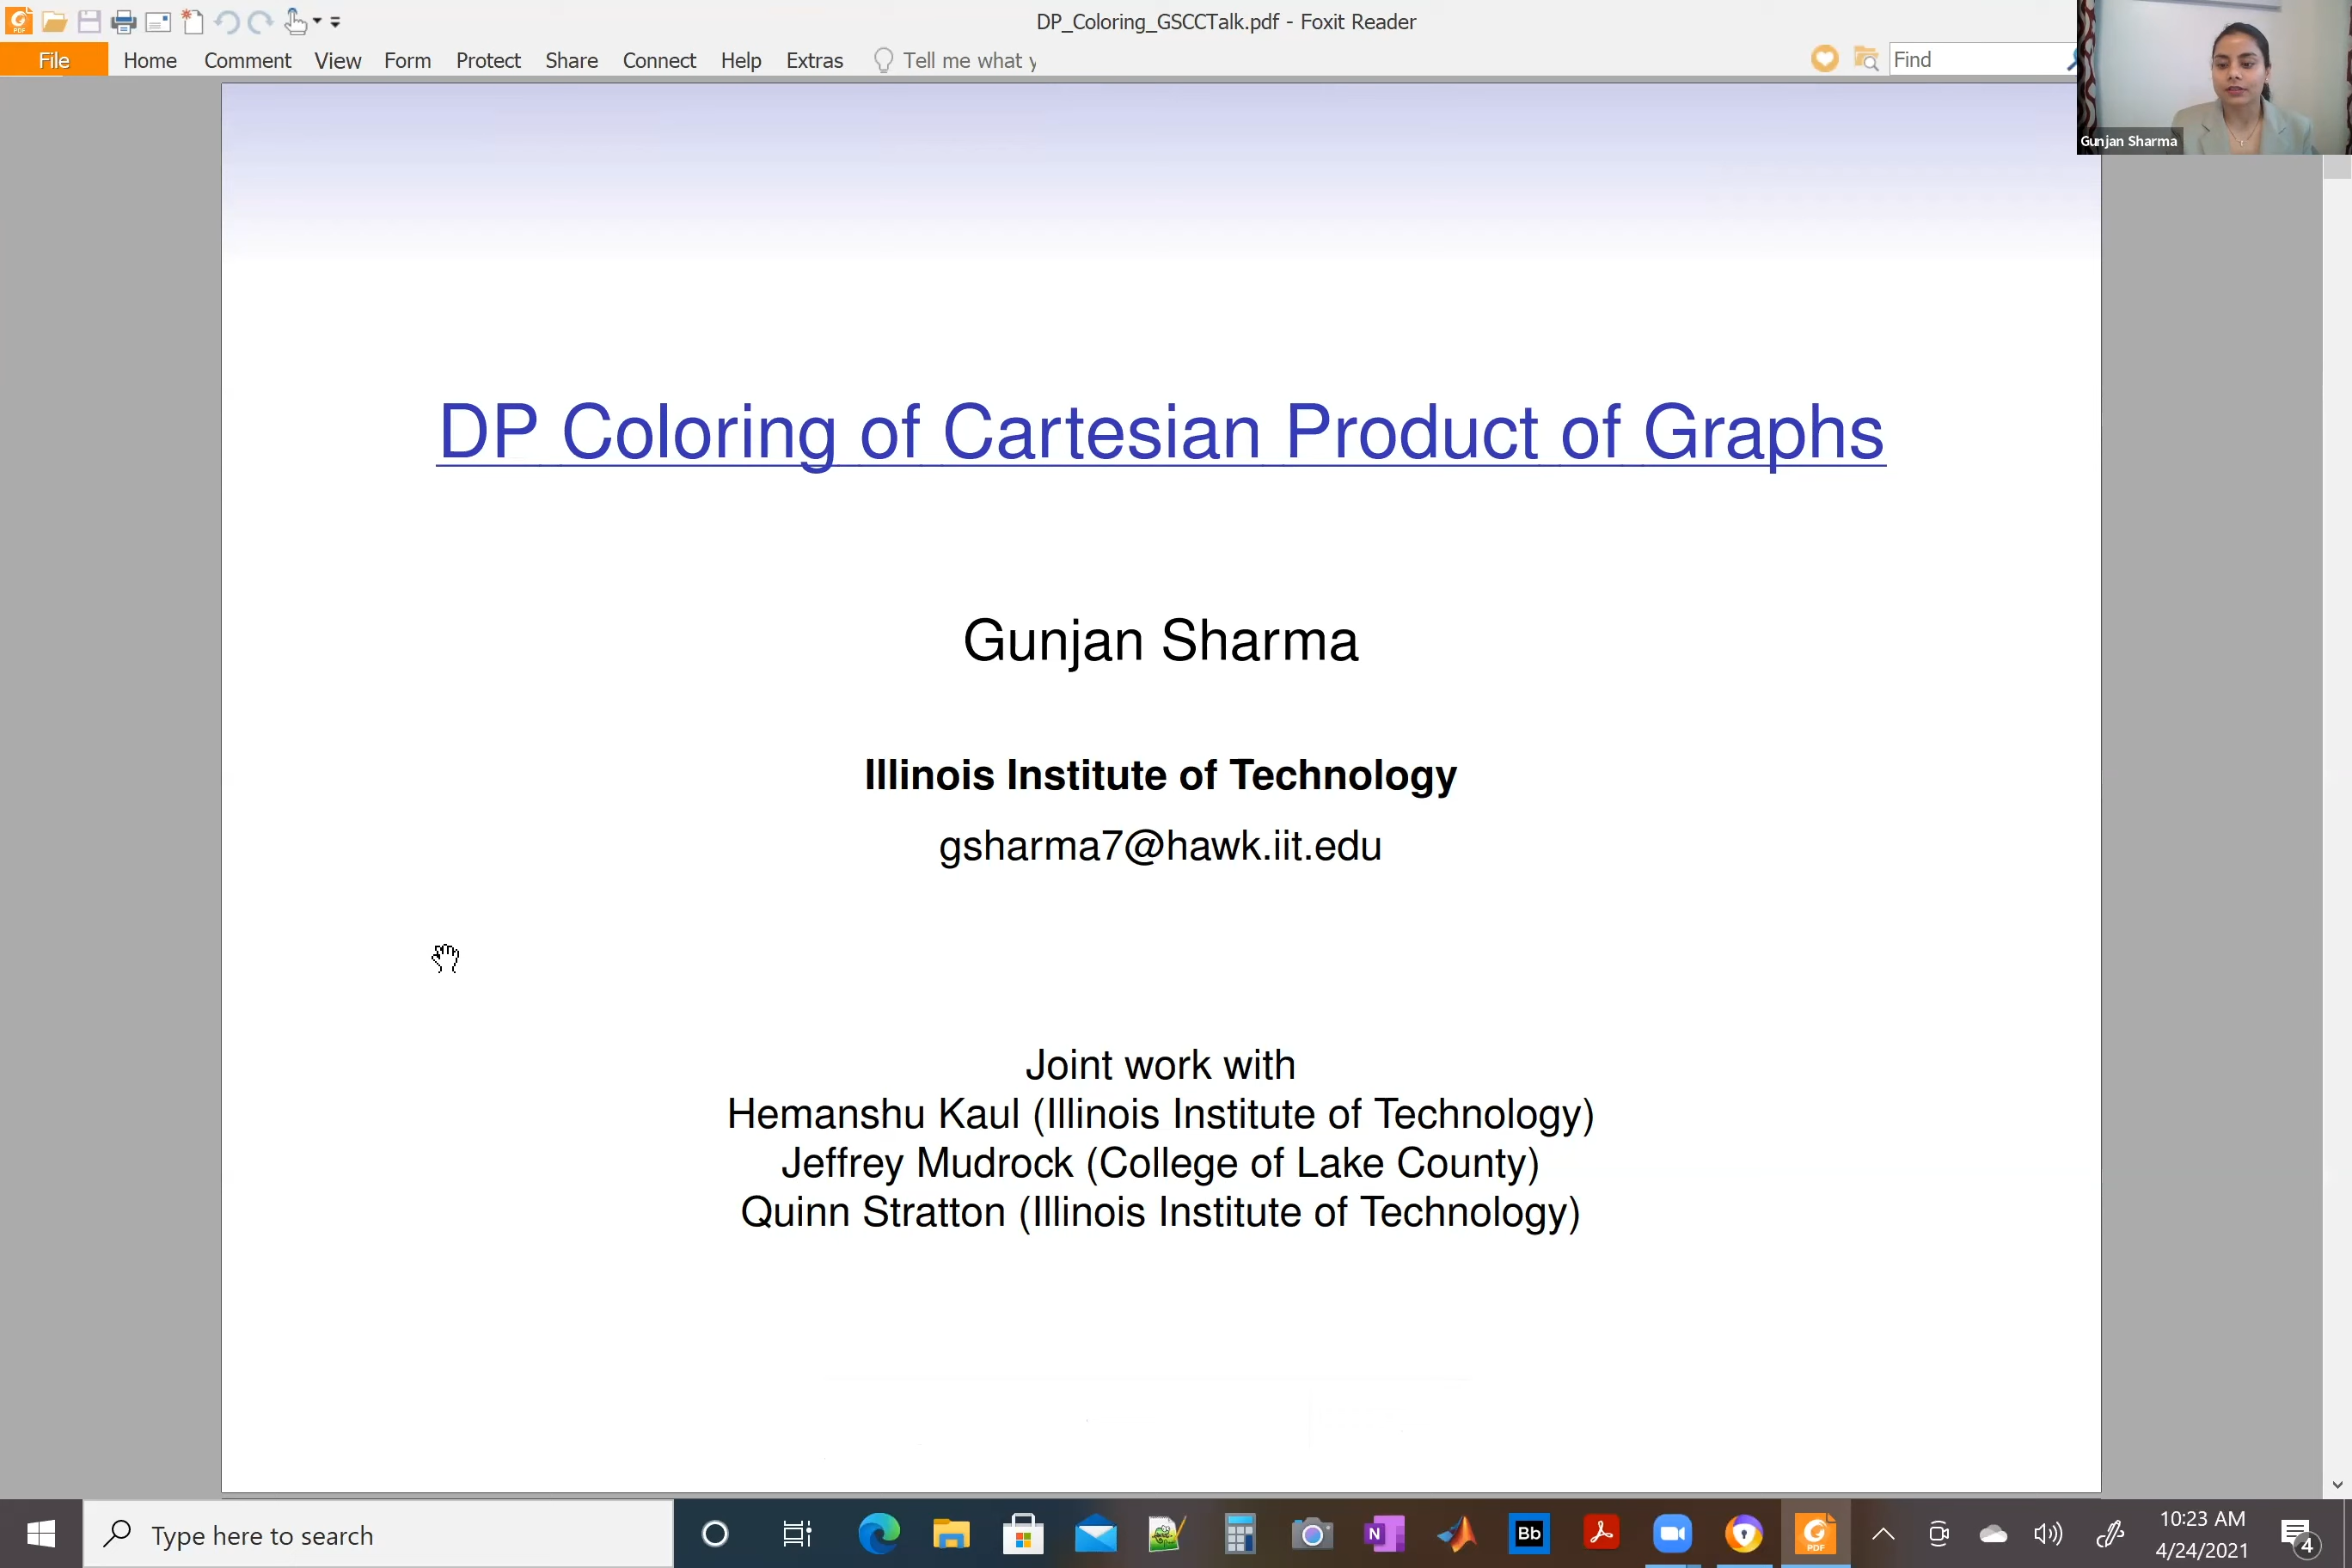 DP_Coloring_GSCCTalk.pdf - Foxit Reader
File Home Comment View Form Protect Share Connect Help Extras Tell me what y
Find
Gunjan Sharma
DP Coloring of Cartesian Product of Graphs
Gunjan Sharma
Illinois Institute of Technology
gsharma7@hawk.iit.edu
Joint work with
Hemanshu Kaul (Illinois Institute of Technology)
Jeffrey Mudrock (College of Lake County)
Quinn Stratton (Illinois Institute of Technology)
Type here to search
Bb
PDF
10:23 AM
4/24/2021
4